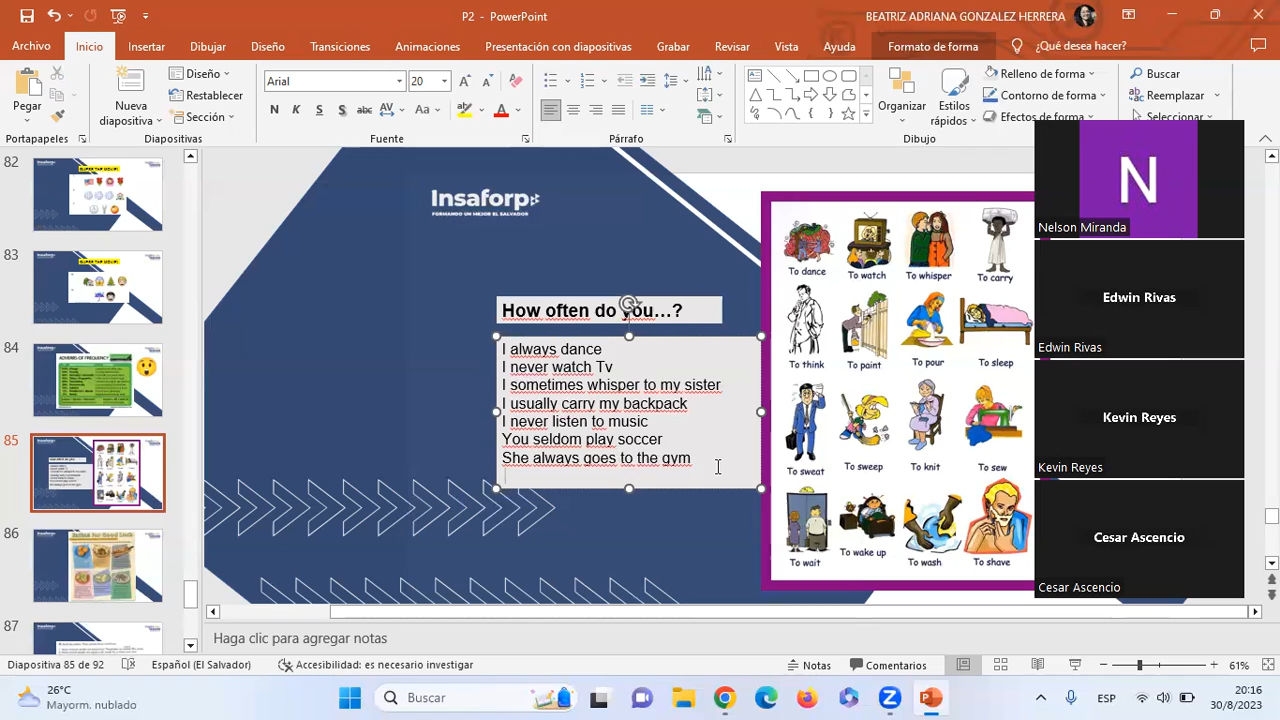 P2 - PowerPoint
BEATRIZ ADRIANA GONZALEZ HERRERA
Archivo Inicio Insertar Dibujar Diseño Transiciones Animaciones Presentación con diapositivas Grabar Revisar Vista Ayuda Formato de forma ¿Qué desea hacer?
Pegar
Nueva diapositiva
Diseño
Restablecer
Sección
Arial 20
N K S S abc AV Aa
Organizar
Estilos rápidos
Relleno de forma
Contorno de forma
Efectos de forma
Buscar
Reemplazar
Seleccionar
Portapapeles Diapositivas Fuente Párrafo Dibujo
82
83
84
85
86
87
Insaforp
FORMANDO UN MEJOR EL SALVADOR
How often do you...?
I always dance
I never watch Tv
I sometimes whisper to my sister
I usually carry my backpack
I never listen to music
You seldom play soccer
She always goes to the gym
To dance To watch To whisper To carry
To think To paint To pour To sleep
To sweat To sweep To knit To sew
To wait To wake up To wash To shave
N
Nelson Miranda
Edwin Rivas
Edwin Rivas
Kevin Reyes
Kevin Reyes
Cesar Ascencio
Cesar Ascencio
Haga clic para agregar notas
Diapositiva 85 de 92 Español (El Salvador) Accesibilidad: es necesario investigar Notas Comentarios 61%
26°C
Mayorm. nublado
Buscar
ESP
20:16
30/8/2023